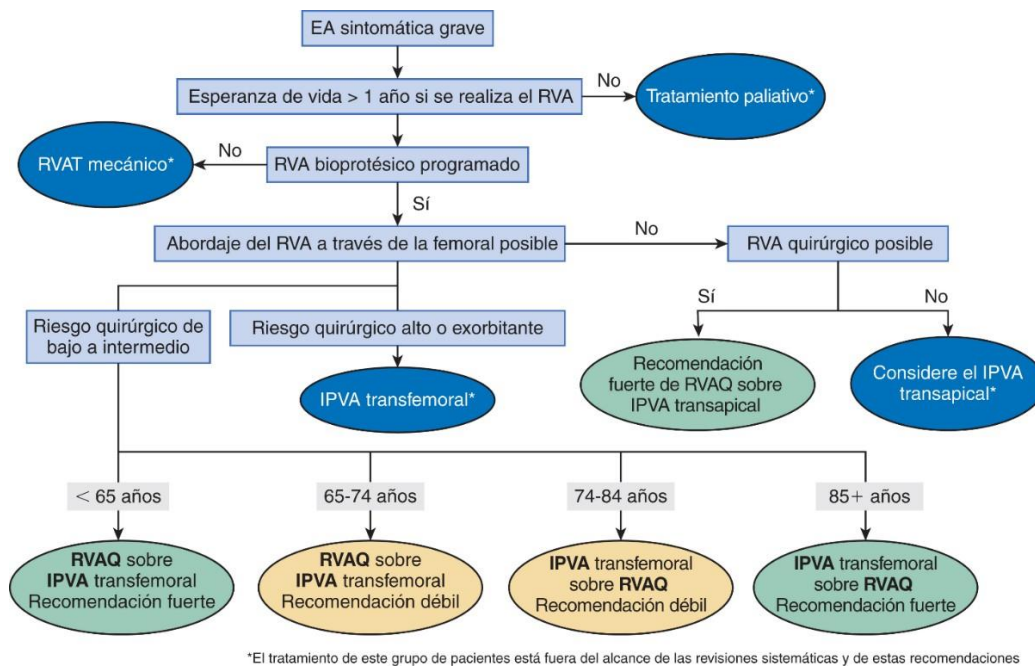 EA sintomática grave
Esperanza de vida > 1 año si se realiza el RVA
No
Tratamiento paliativo*
RVAT mecánico*
No
RVA bioprotésico programado
Sí
Abordaje del RVA a través de la femoral posible
No
RVA quirúrgico posible
Riesgo quirúrgico de
bajo a intermedio
Riesgo quirúrgico alto o exorbitante
Sí
No
IPVA transfemoral*
Recomendación
fuerte de RVAQ sobre
IPVA transapical
Considere el IPVA
transapical*
< 65 años
65-74 años
74-84 años
85+ años
RVAQ sobre
IPVA transfemoral
Recomendación fuerte
RVAQ sobre
IPVA transfemoral
Recomendación débil
IPVA transfemoral
sobre RVAQ
Recomendación débil
IPVA transfemoral
sobre RVAQ
Recomendación fuerte
*El tratamiento de este grupo de pacientes está fuera del alcance de las revisiones sistemáticas y de estas recomendaciones